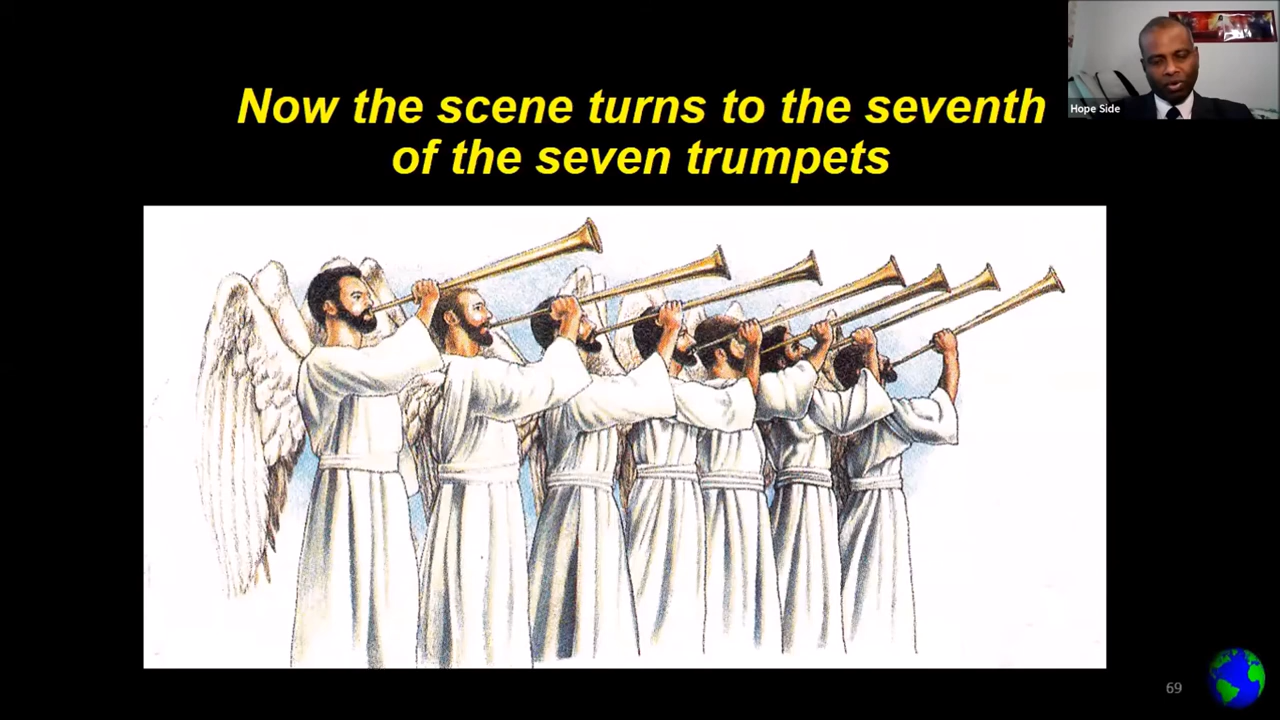 Now the scene turns to the seventh
of the seven trumpets
Hope Side
69